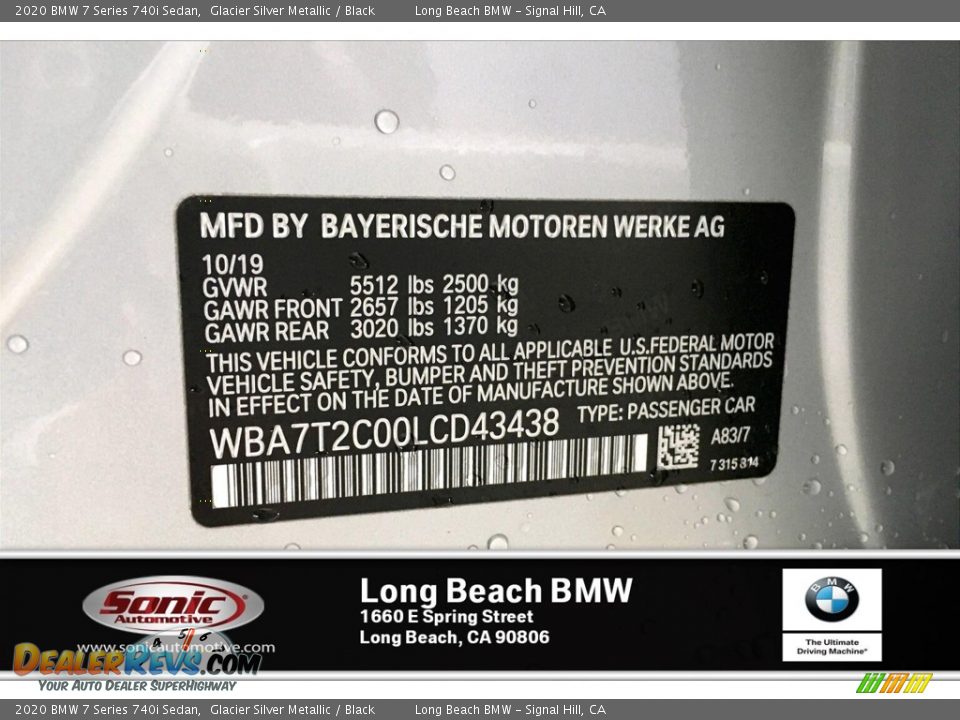 2020 BMW 7 Series 740i Sedan,  Glacier Silver Metallic / Black  Long Beach BMW - Signal Hill, CA
MFD BY BAYERISCHE MOTOREN WERKE AG
10/19
GVWR 5512 lbs 2500 kg
GAWR FRONT 2657 lbs 1205 kg
GAWR REAR 3020 lbs 1370 kg
THIS VEHICLE CONFORMS TO ALL APPLICABLE U.S.FEDERAL MOTOR
VEHICLE SAFETY, BUMPER AND THEFT PREVENTION STANDARDS
IN EFFECT ON THE DATE OF MANUFACTURE SHOWN ABOVE.
WBA7T2C00LCD43438 TYPE: PASSENGER CAR
A83/7
7315814
Sonic
Automotive
www.sonicautomotive.com
Long Beach BMW
1660 E Spring Street
Long Beach, CA 90806
BMW
The Ultimate
Driving Machine®
4 5 6
DEALERREVS.COM
YOUR AUTO DEALER SUPERHIGHWAY
2020 BMW 7 Series 740i Sedan,  Glacier Silver Metallic / Black  Long Beach BMW - Signal Hill, CA